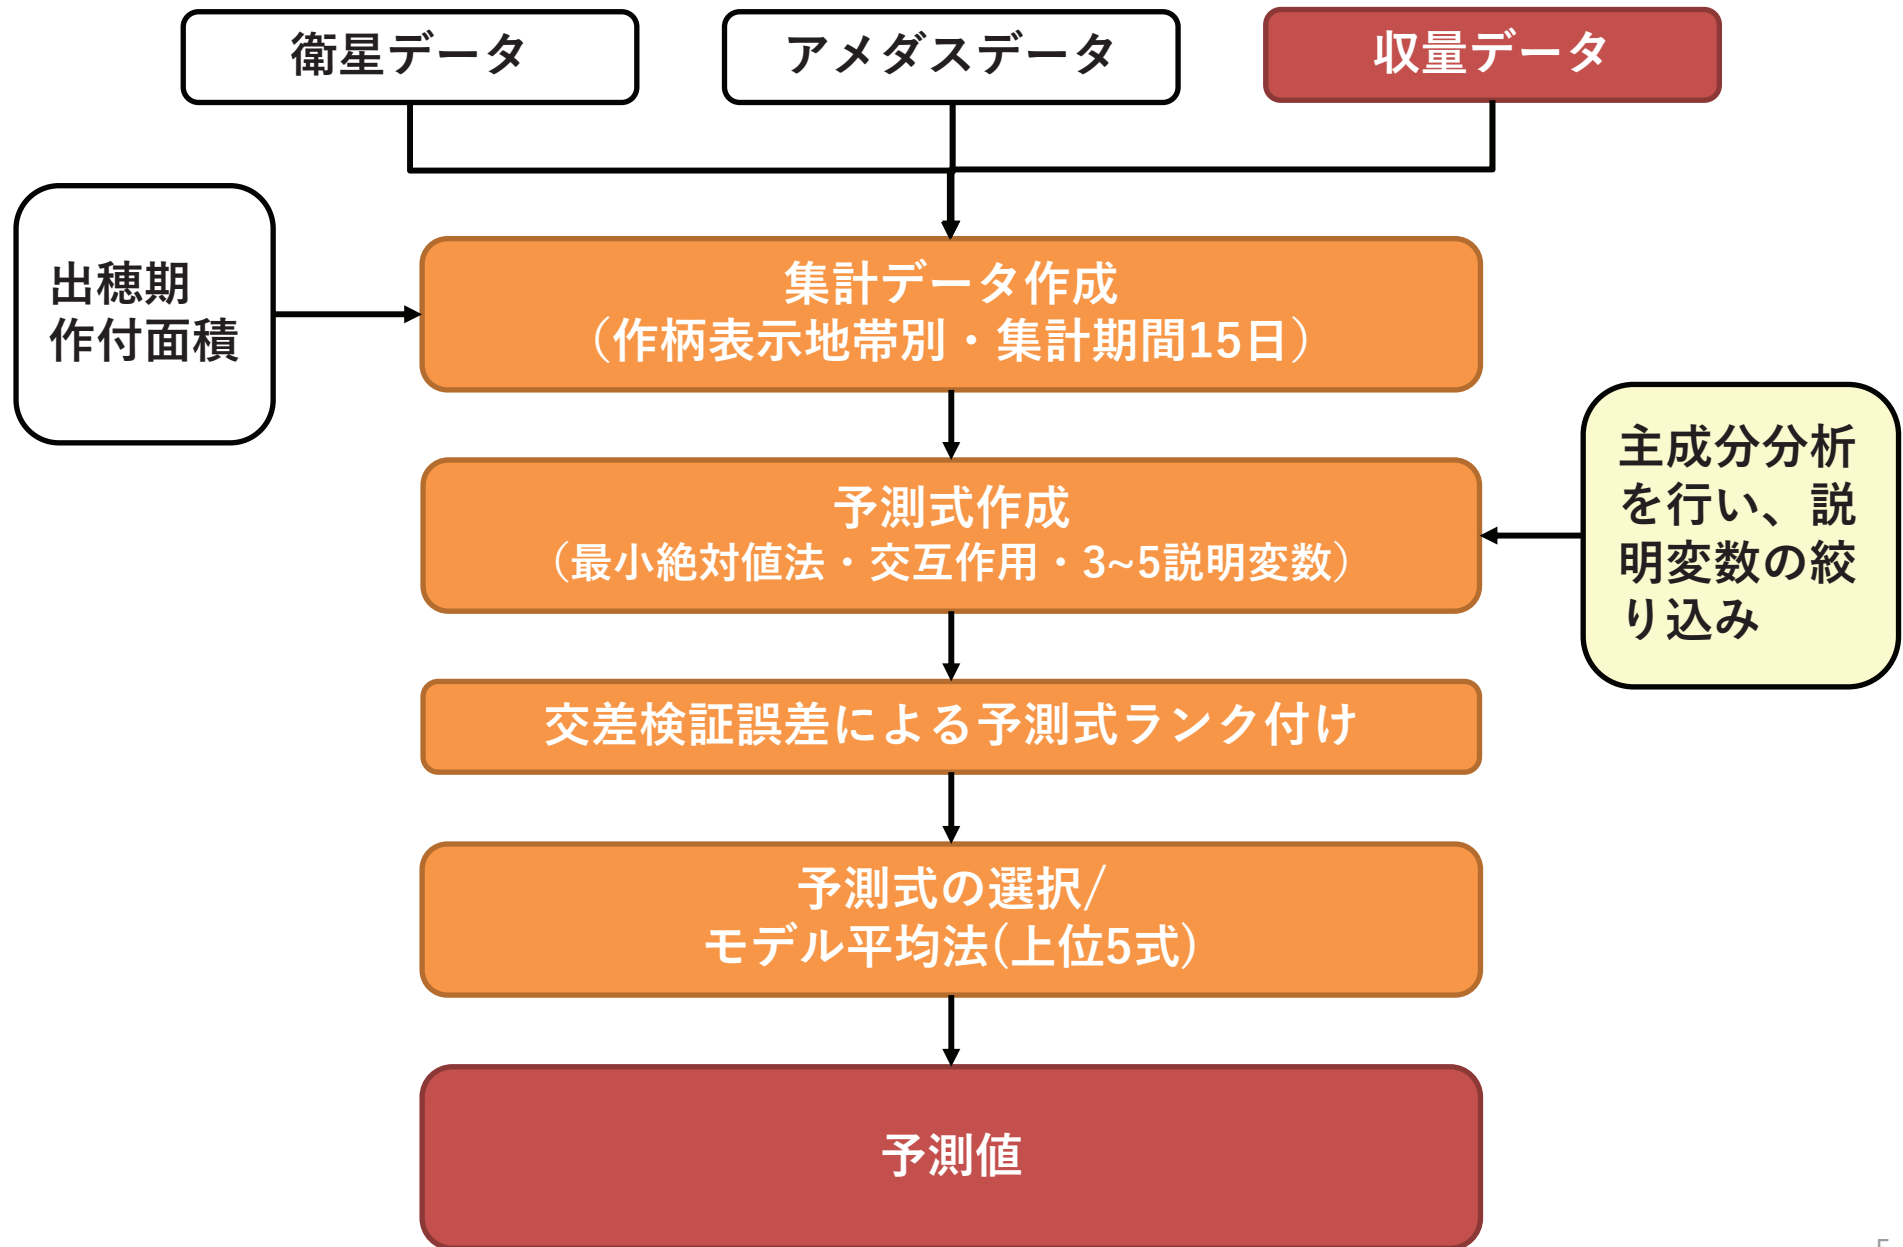 衛星データ
アメダスデータ
収量データ
出穂期
作付面積
集計データ作成
（作柄表示地帯別・集計期間15日）
予測式作成
（最小絶対値法・交互作用・3~5説明変数）
主成分分析
を行い、説
明変数の絞
り込み
交差検証誤差による予測式ランク付け
予測式の選択/
モデル平均法(上位5式)
予測値